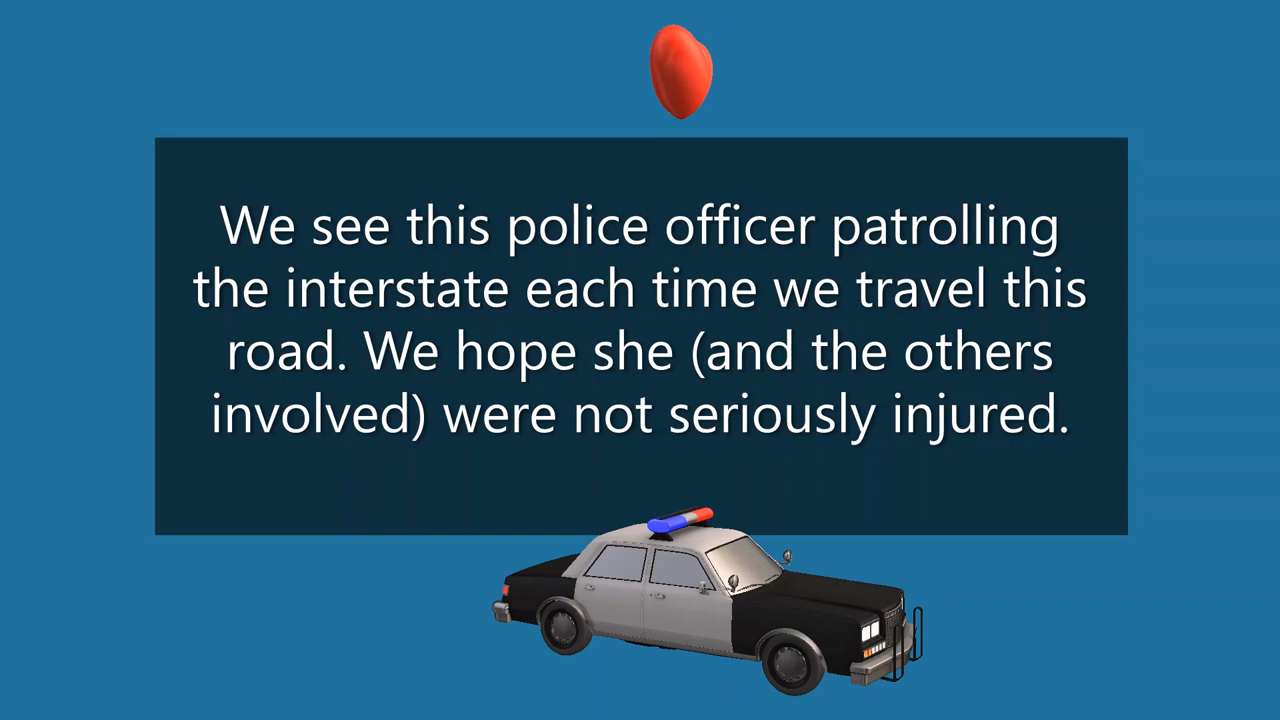 We see this police officer patrolling
the interstate each time we travel this
road. We hope she (and the others
involved) were not seriously injured.